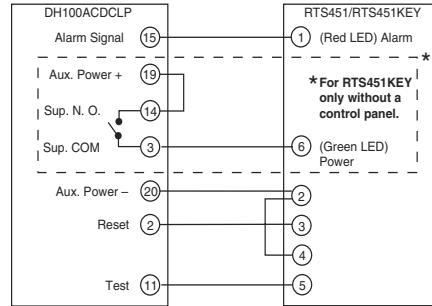 DH100ACDCLP
RTS451/RTS451KEY
Alarm Signal 15
1 (Red LED) Alarm
*
Aux. Power + 19
* For RTS451KEY
only without a
control panel.
Sup. N. O. 14
Sup. COM 3
6 (Green LED)
Power
Aux. Power – 20
2
Reset 2
3
4
Test 11
5